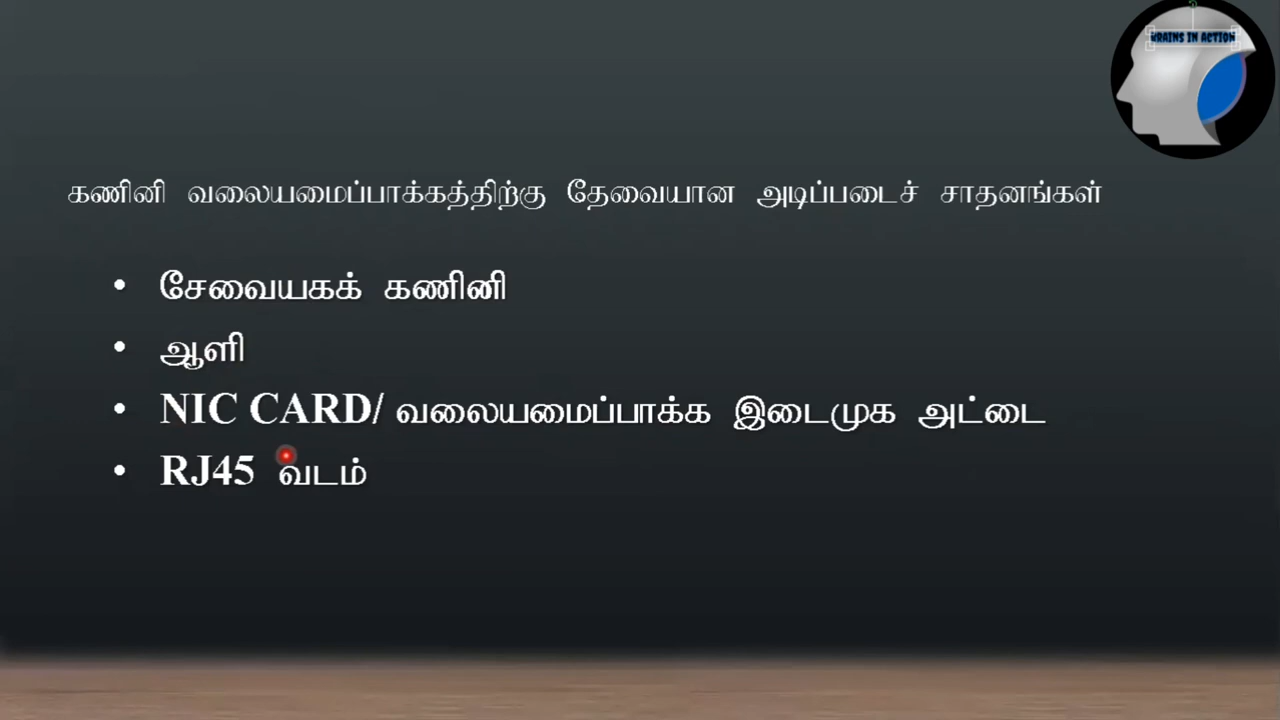 BRAINS IN ACTION
கணினி வலையமைப்பாக்கத்திற்கு தேவையான அடிப்படைச் சாதனங்கள்
• சேவையகக் கணினி
• ஆளி
• NIC CARD/ வலையமைப்பாக்க இடைமுக அட்டை
• RJ45 வடம்